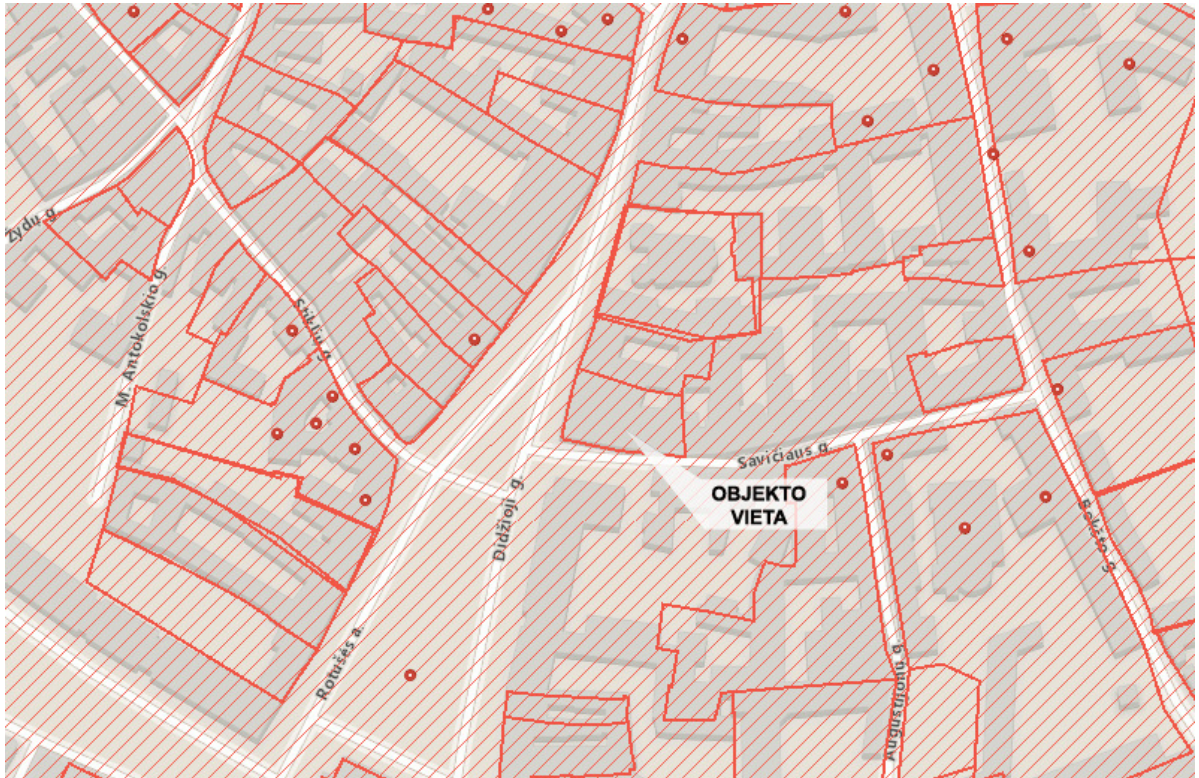 Žydų g.
M. Antokolskio g.
Stiklių g.
Savičiaus g.
OBJEKTO
VIETA
Didžioji g.
Bokšto g.
Rotušės a.
Augustijonų g.